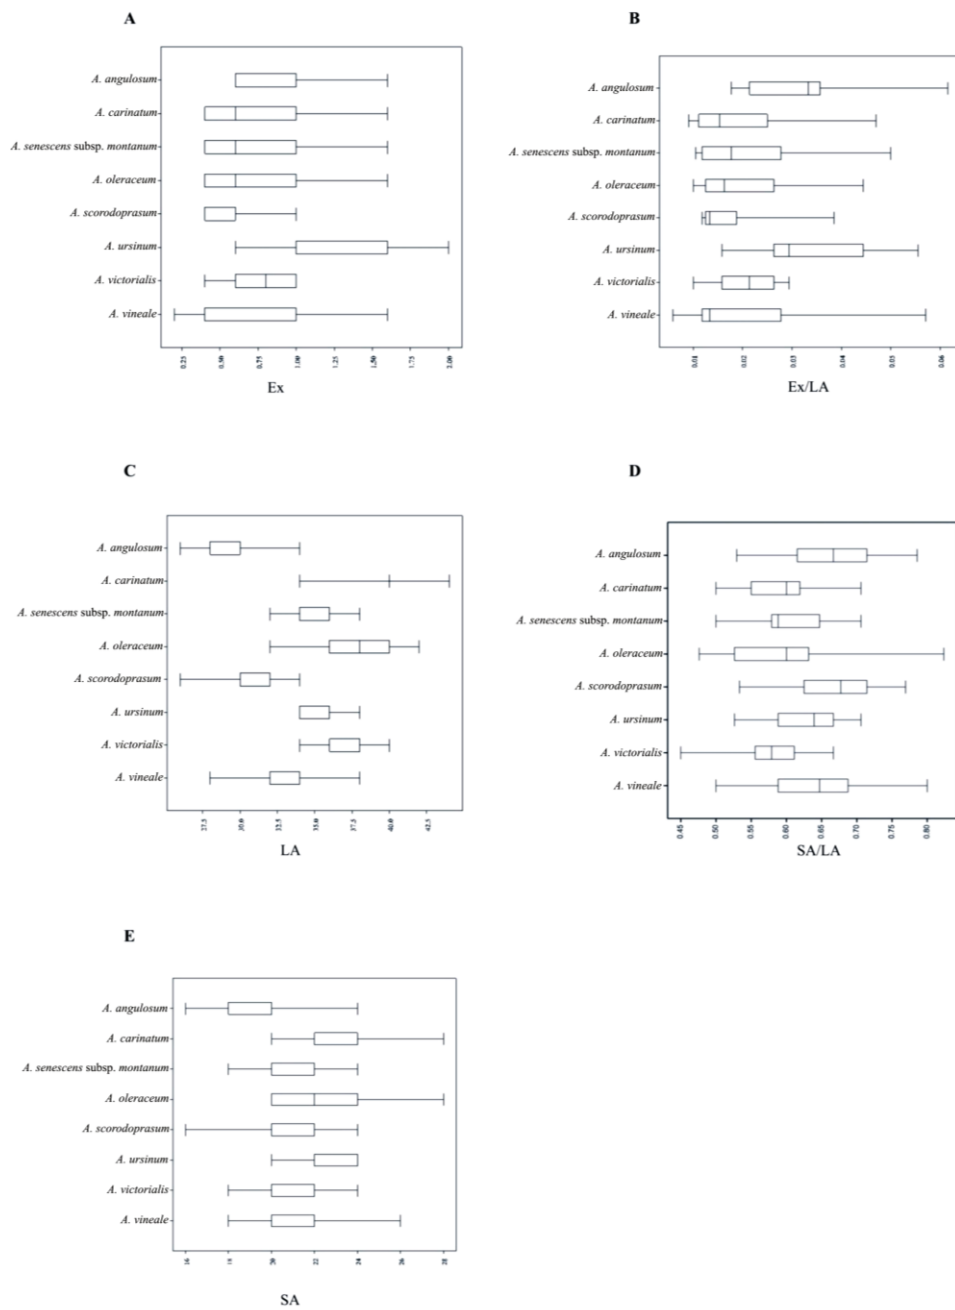 A
A. angulosum
A. carinatum
A. senescens subsp. montanum
A. oleraceum
A. scorodoprasum
A. ursinum
A. victorialis
A. vineale
0.25 0.50 0.75 1.00 1.25 1.50 1.75 2.00
Ex
B
A. angulosum
A. carinatum
A. senescens subsp. montanum
A. oleraceum
A. scorodoprasum
A. ursinum
A. victorialis
A. vineale
0.01 0.02 0.03 0.04 0.05 0.06
Ex/LA
C
A. angulosum
A. carinatum
A. senescens subsp. montanum
A. oleraceum
A. scorodoprasum
A. ursinum
A. victorialis
A. vineale
27.5 30.0 32.5 35.0 37.5 40.0 42.5
LA
D
A. angulosum
A. carinatum
A. senescens subsp. montanum
A. oleraceum
A. scorodoprasum
A. ursinum
A. victorialis
A. vineale
0.45 0.50 0.55 0.60 0.65 0.70 0.75 0.80
SA/LA
E
A. angulosum
A. carinatum
A. senescens subsp. montanum
A. oleraceum
A. scorodoprasum
A. ursinum
A. victorialis
A. vineale
16 18 20 22 24 26 28
SA